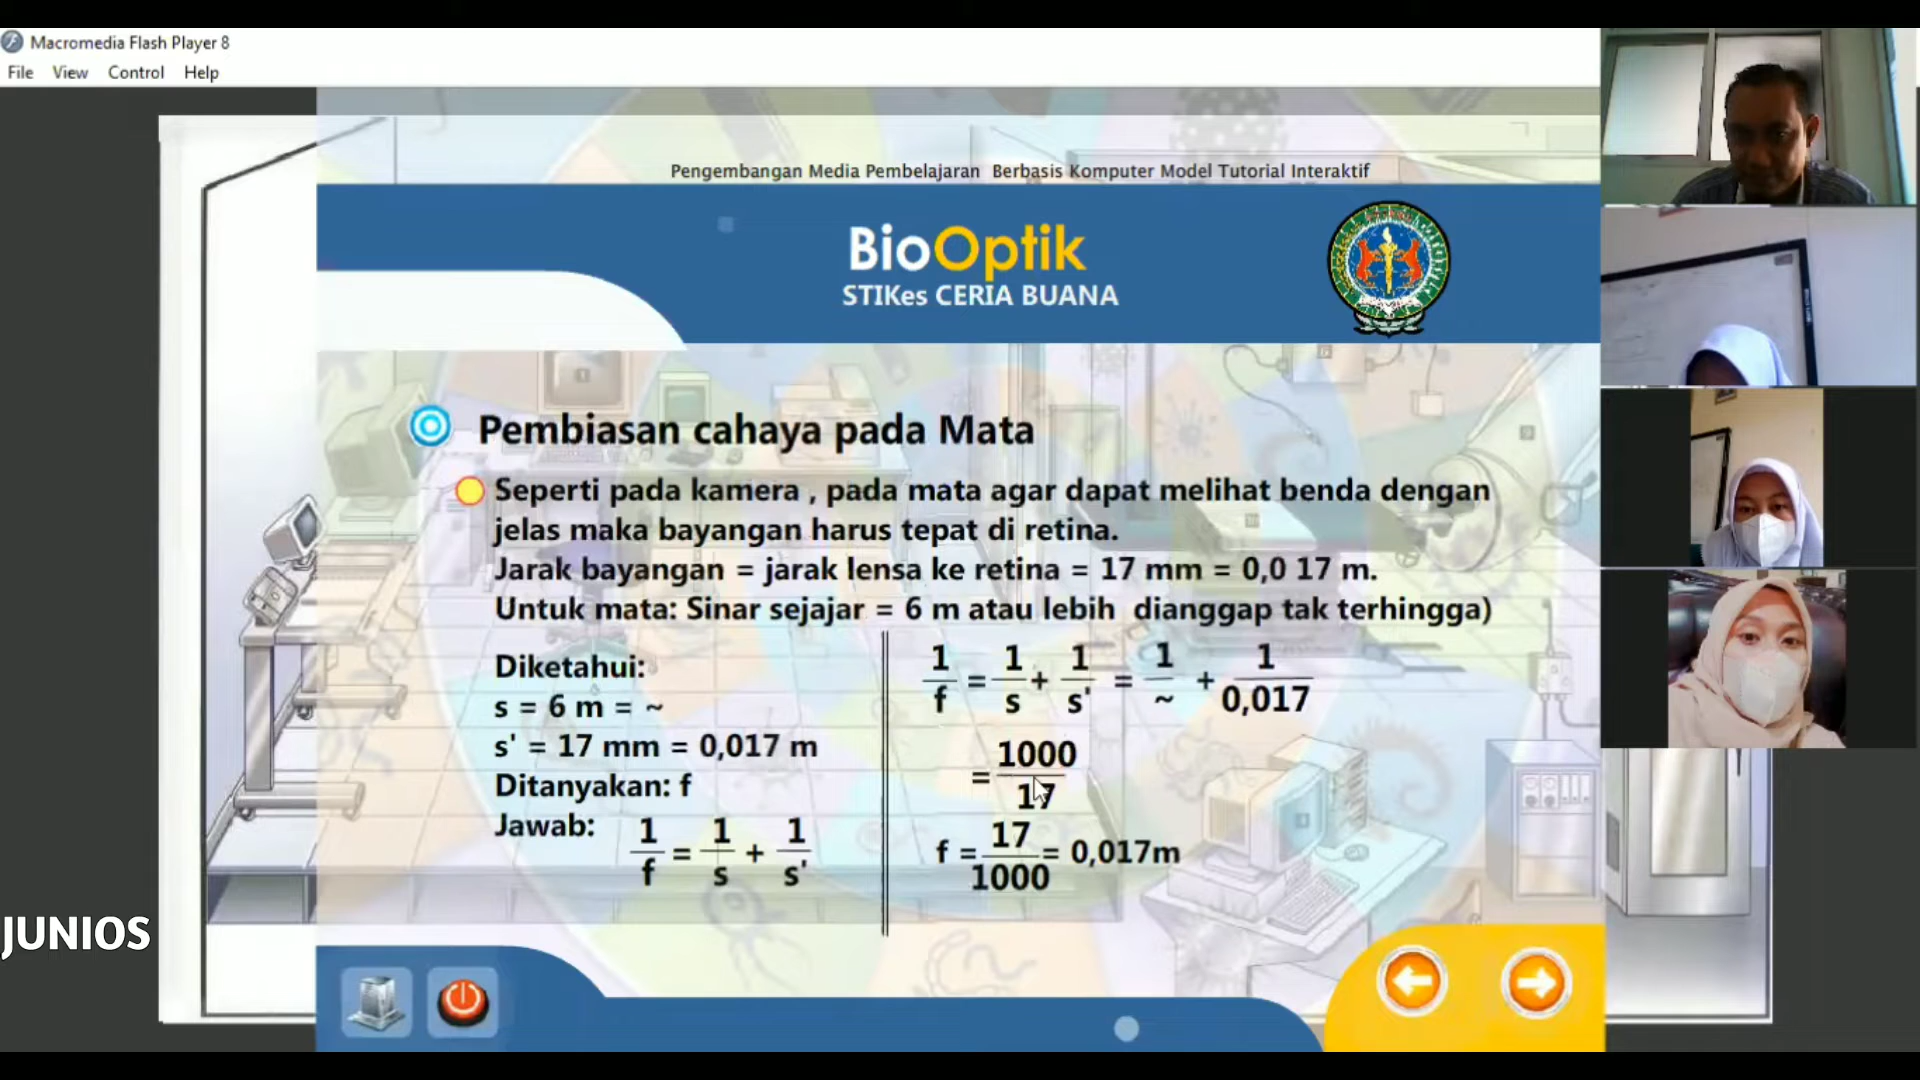 Macromedia Flash Player 8
File View Control Help
Pengembangan Media Pembelajaran Berbasis Komputer Model Tutorial Interaktif
BioOptik
STIKes CERIA BUANA
Pembiasan cahaya pada Mata
Seperti pada kamera , pada mata agar dapat melihat benda dengan
jelas maka bayangan harus tepat di retina.
Jarak bayangan = jarak lensa ke retina = 17 mm = 0,0 17 m.
Untuk mata: Sinar sejajar = 6 m atau lebih dianggap tak terhingga)
Diketahui:
s = 6 m = ~
s' = 17 mm = 0,017 m
Ditanyakan: f
Jawab: 1/f = 1/s + 1/s'
1/f = 1/s + 1/s' = 1/~ + 1/0,017
= 1000/17
f = 17/1000 = 0,017m
JUNIOS